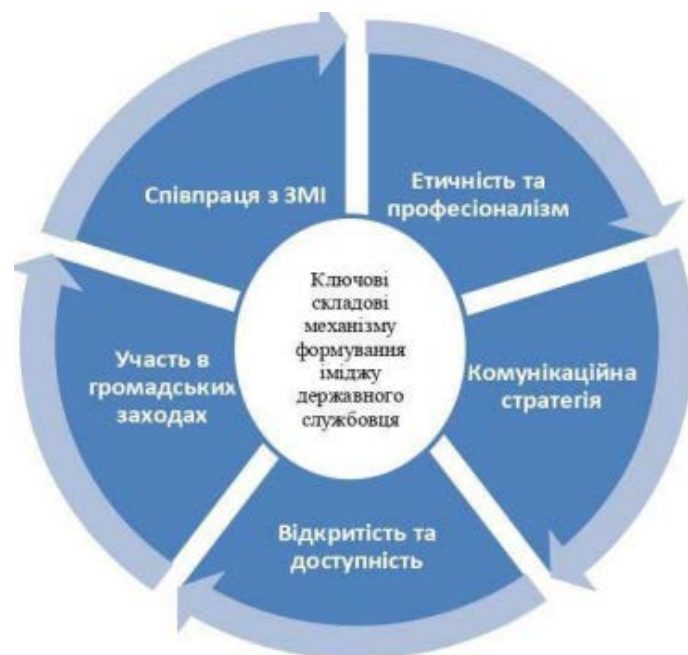 Співпраця з ЗМІ
Етичність та
професіоналізм
Ключові
складові
механізму
формування
іміджу
державного
службовця
Участь в
громадських
заходах
Комунікаційна
стратегія
Відкритість та
доступність